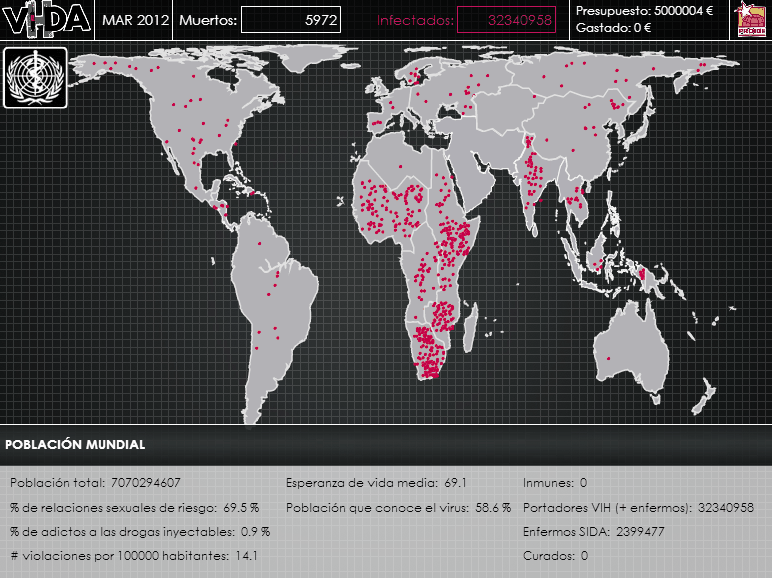 VIHDA
MAR 2012
Muertos: 5972
Infectados: 32340958
Presupuesto: 5000004 €
Gastado: 0 €
POBLACIÓN MUNDIAL
Población total: 7070294607
% de relaciones sexuales de riesgo: 69.5 %
% de adictos a las drogas inyectables: 0.9 %
# violaciones por 100000 habitantes: 14.1
Esperanza de vida media: 69.1
Población que conoce el virus: 58.6 %
Inmunes: 0
Portadores VIH (+ enfermos): 32340958
Enfermos SIDA: 2399477
Curados: 0